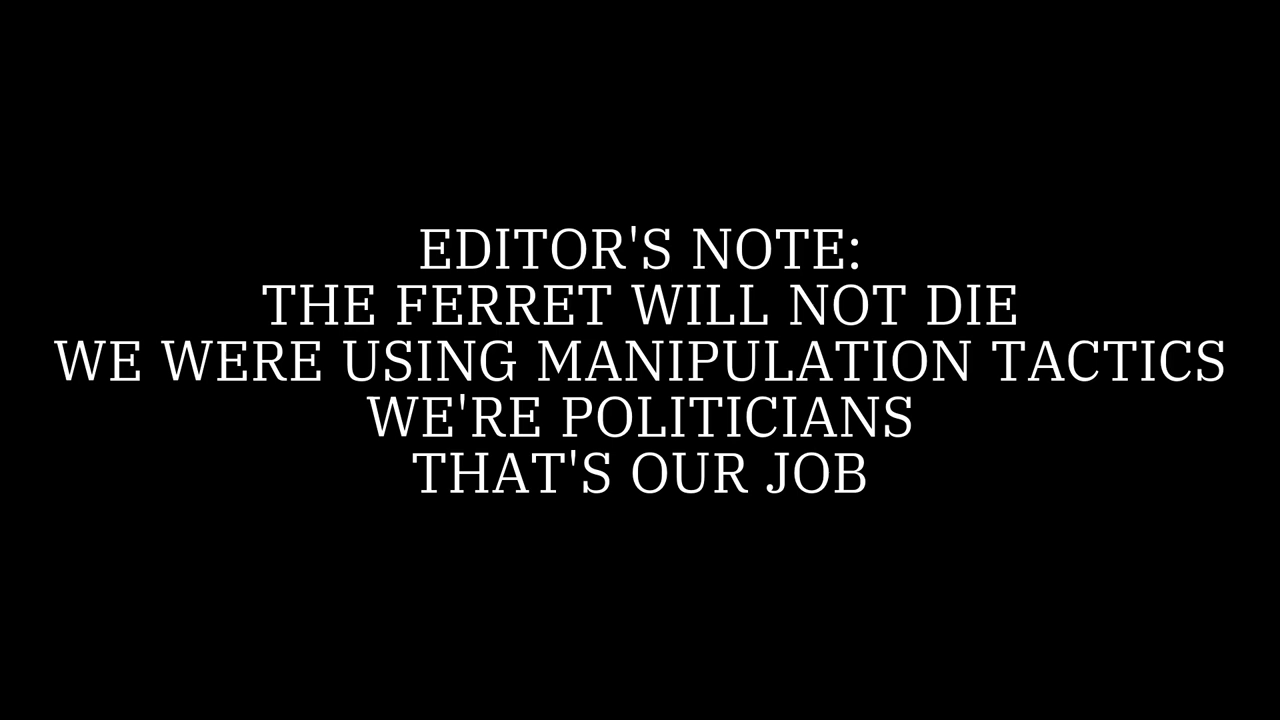 EDITOR'S NOTE:
THE FERRET WILL NOT DIE
WE WERE USING MANIPULATION TACTICS
WE'RE POLITICIANS
THAT'S OUR JOB